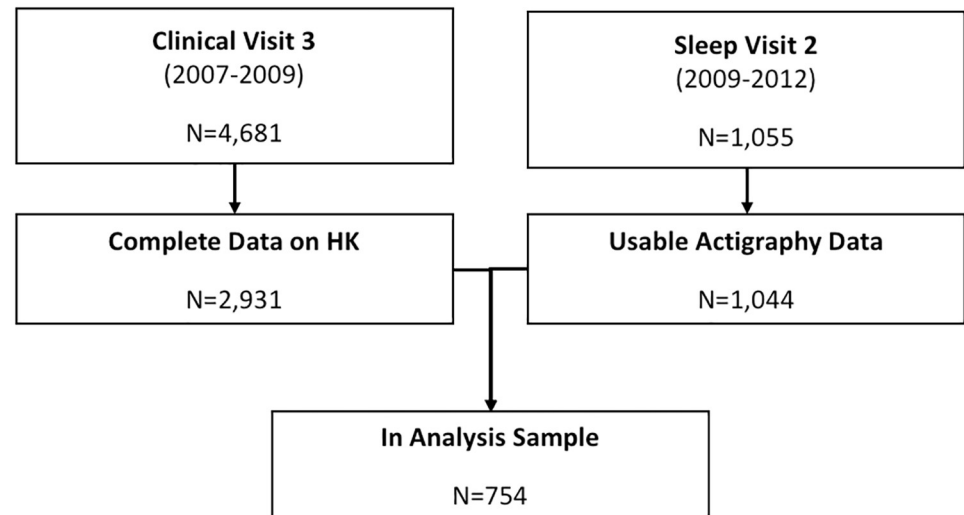 Clinical Visit 3
(2007-2009)
N=4,681
Sleep Visit 2
(2009-2012)
N=1,055
Complete Data on HK
N=2,931
Usable Actigraphy Data
N=1,044
In Analysis Sample
N=754